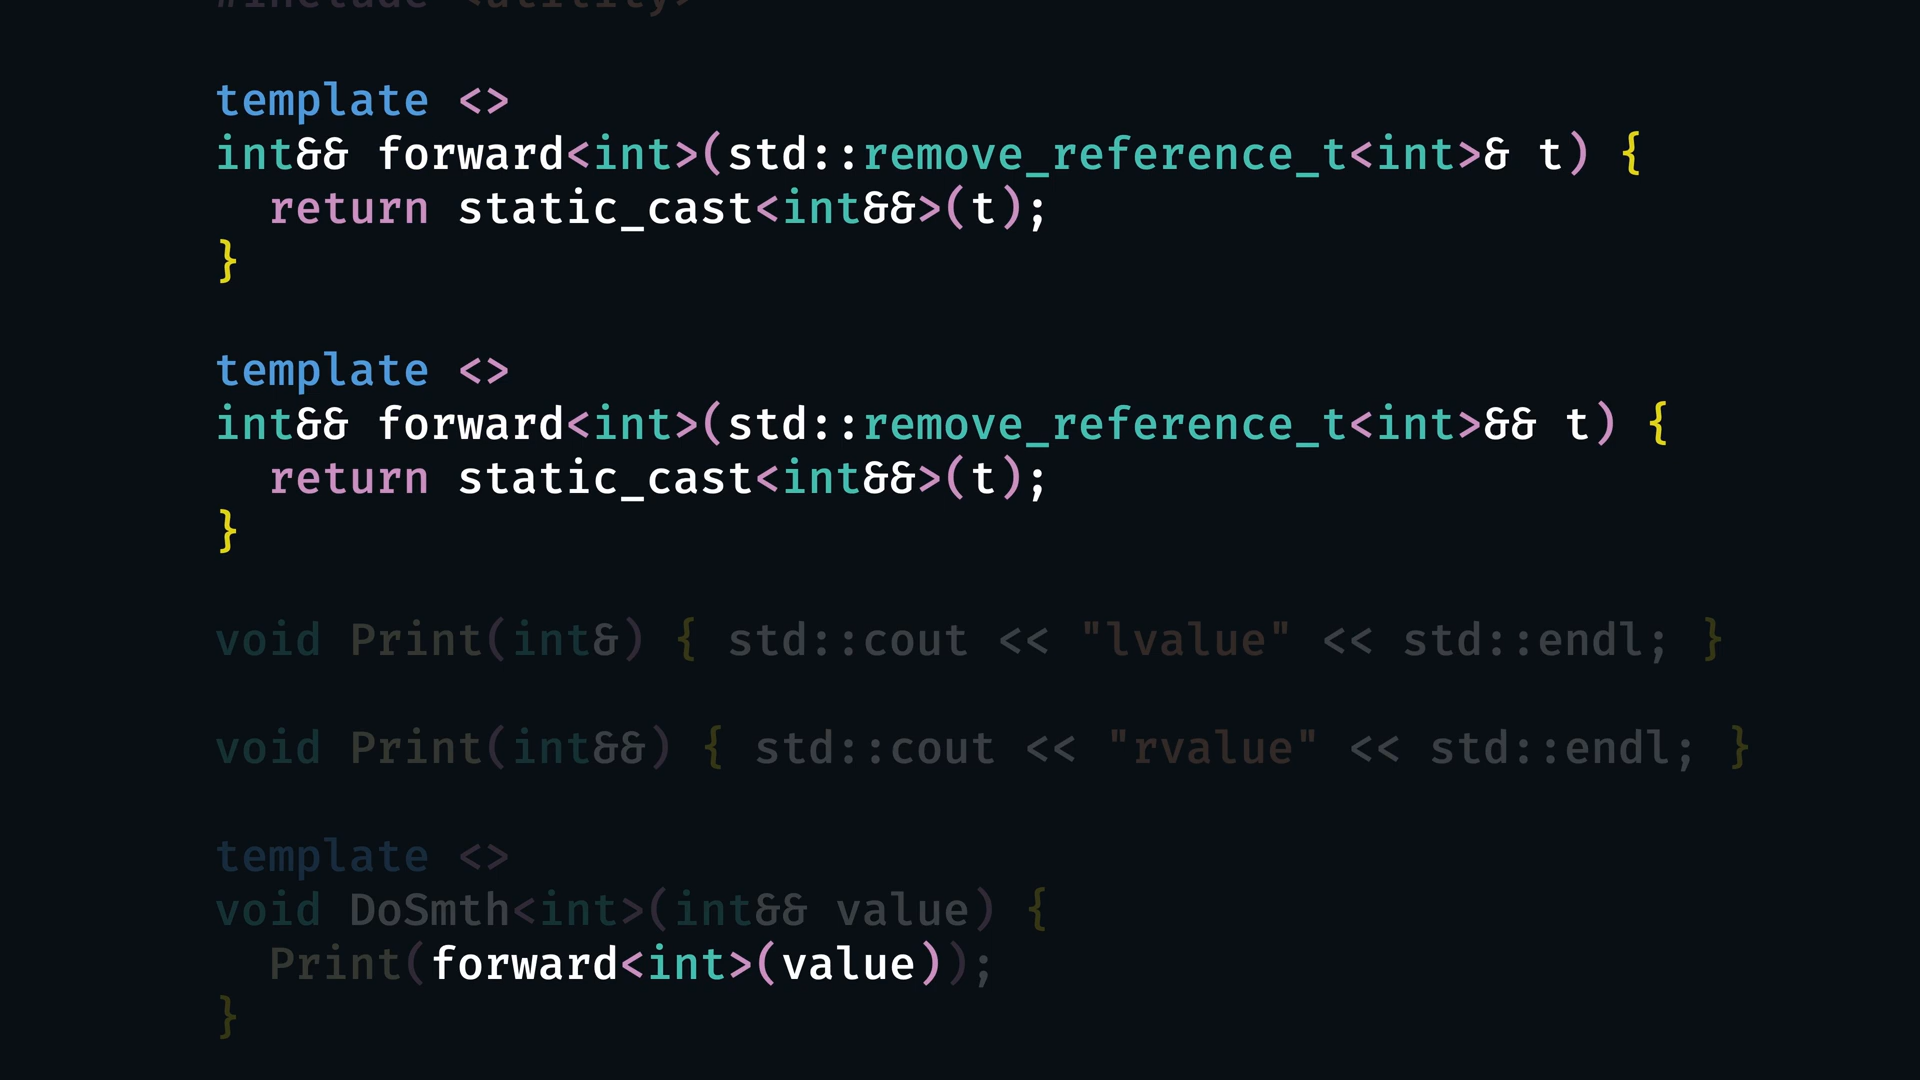 #include <utility>
template <>
int&& forward<int>(std::remove_reference_t<int>& t) {
  return static_cast<int&&>(t);
}
template <>
int&& forward<int>(std::remove_reference_t<int>&& t) {
  return static_cast<int&&>(t);
}
void Print(int&) { std::cout << "lvalue" << std::endl; }
void Print(int&&) { std::cout << "rvalue" << std::endl; }
template <>
void DoSmth<int>(int&& value) {
  Print(forward<int>(value));
}